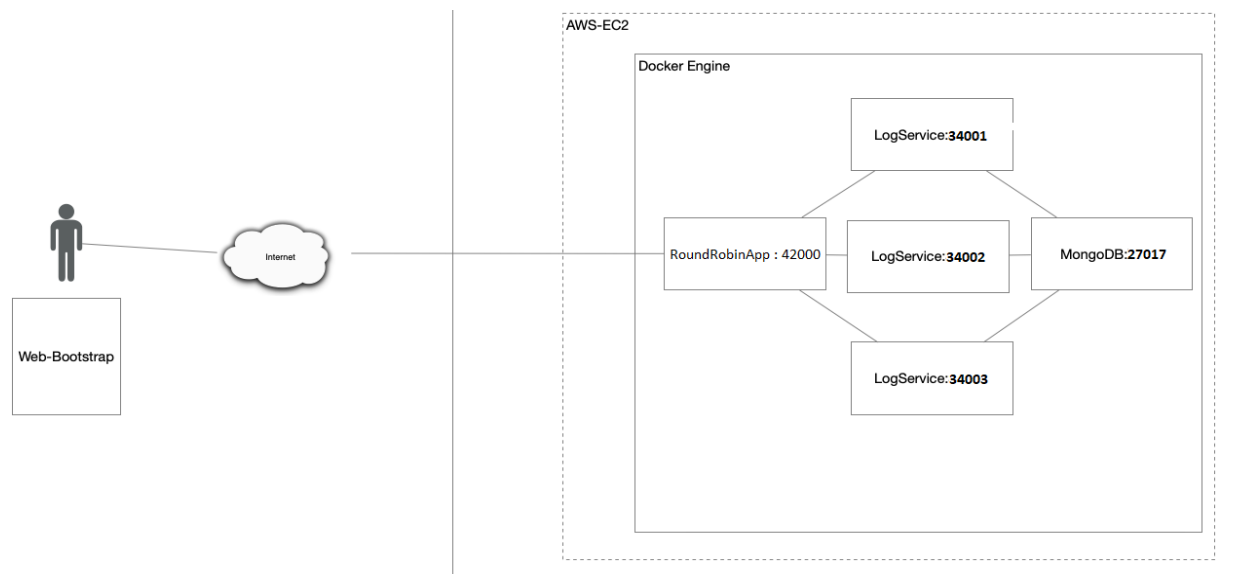 AWS-EC2
Docker Engine
LogService:34001
Internet
RoundRobinApp : 42000
LogService:34002
MongoDB:27017
Web-Bootstrap
LogService:34003